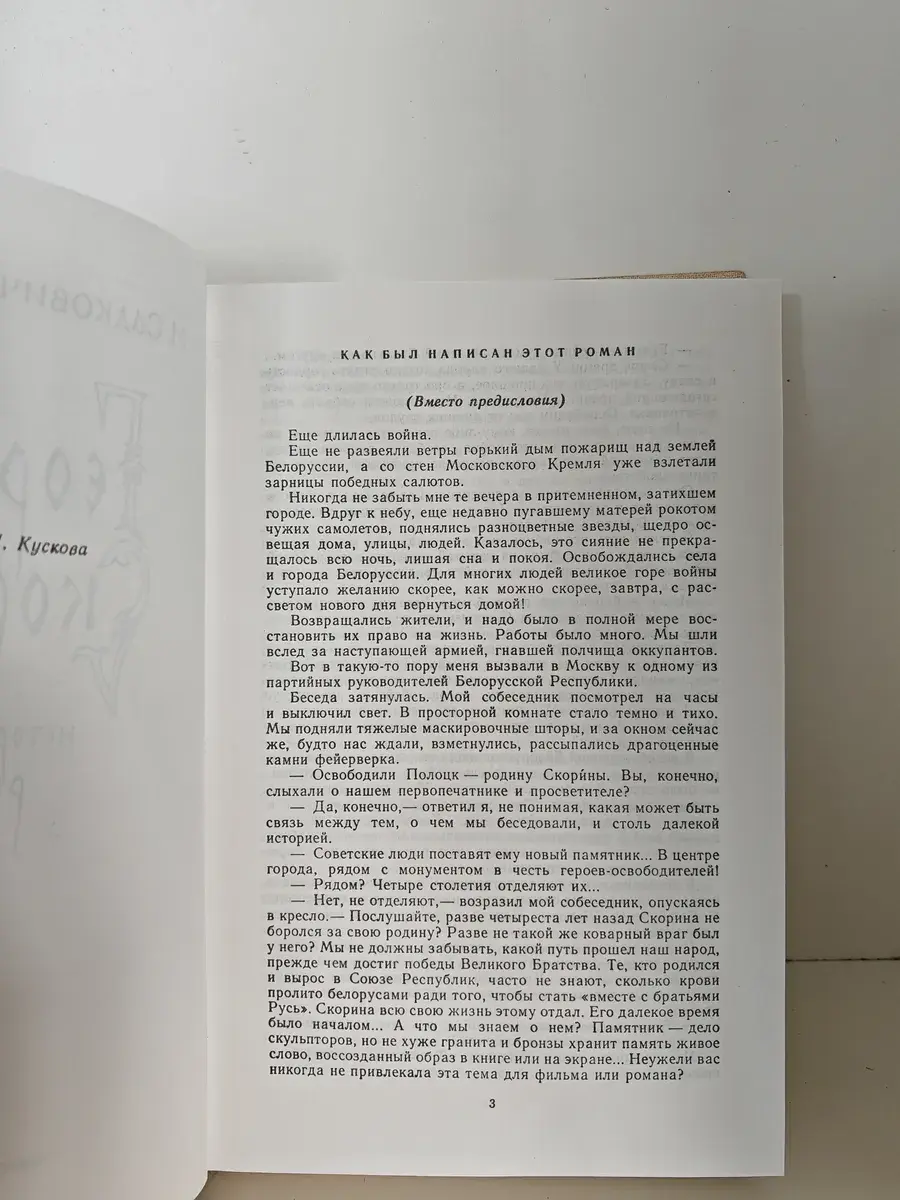 Кускова
КАК БЫЛ НАПИСАН ЭТОТ РОМАН
(Вместо предисловия)
Еще длилась война.
Еще не развеяли ветры горький дым пожарищ над землей
Белоруссии, а со стен Московского Кремля уже взлетали
зарницы победных салютов.
Никогда не забыть мне те вечера в притемненном, затихшем
городе. Вдруг к небу, еще недавно пугавшему матерей рокотом
чужих самолетов, поднялись разноцветные звезды, щедро ос-
вещая дома, улицы, людей. Казалось, это сияние не прекра-
щалось всю ночь, лишая сна и покоя. Освобождались села
и города Белоруссии. Для многих людей великое горе войны
уступало желанию скорее, как можно скорее, завтра, с рас-
светом нового дня вернуться домой!
Возвращались жители, и надо было в полной мере вос-
становить их право на жизнь. Работы было много. Мы шли
вслед за наступающей армией, гнавшей полчища оккупантов.
Вот в такую-то пору меня вызвали в Москву к одному из
партийных руководителей Белорусской Республики.
Беседа затянулась. Мой собеседник посмотрел на часы
и выключил свет. В просторной комнате стало темно и тихо.
Мы подняли тяжелые маскировочные шторы, и за окном сейчас
же, будто нас ждали, взметнулись, рассыпались драгоценные
камни фейерверка.
— Освободили Полоцк — родину Скори́ны. Вы, конечно,
слыхали о нашем первопечатнике и просветителе?
— Да, конечно,— ответил я, не понимая, какая может быть
связь между тем, о чем мы беседовали, и столь далекой
историей.
— Советские люди поставят ему новый памятник... В центре
города, рядом с монументом в честь героев-освободителей!
— Рядом? Четыре столетия отделяют их...
— Нет, не отделяют,— возразил мой собеседник, опускаясь
в кресло.— Послушайте, разве четыреста лет назад Скорина не
боролся за свою родину? Разве не такой же коварный враг был
у него? Мы не должны забывать, какой путь прошел наш народ,
прежде чем достиг победы Великого Братства. Те, кто родился
и вырос в Союзе Республик, часто не знают, сколько крови
пролито белорусами ради того, чтобы стать «вместе с братьями
Русь». Скорина всю свою жизнь этому отдал. Его далекое время
было началом... А что мы знаем о нем? Памятник — дело
скульпторов, но не хуже гранита и бронзы хранит память живое
слово, воссозданный образ в книге или на экране... Неужели вас
никогда не привлекала эта тема для фильма или романа?
3